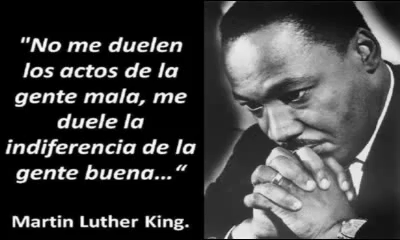 "No me duelen
los actos de la
gente mala, me
duele la
indiferencia de la
gente buena...“
Martin Luther King.